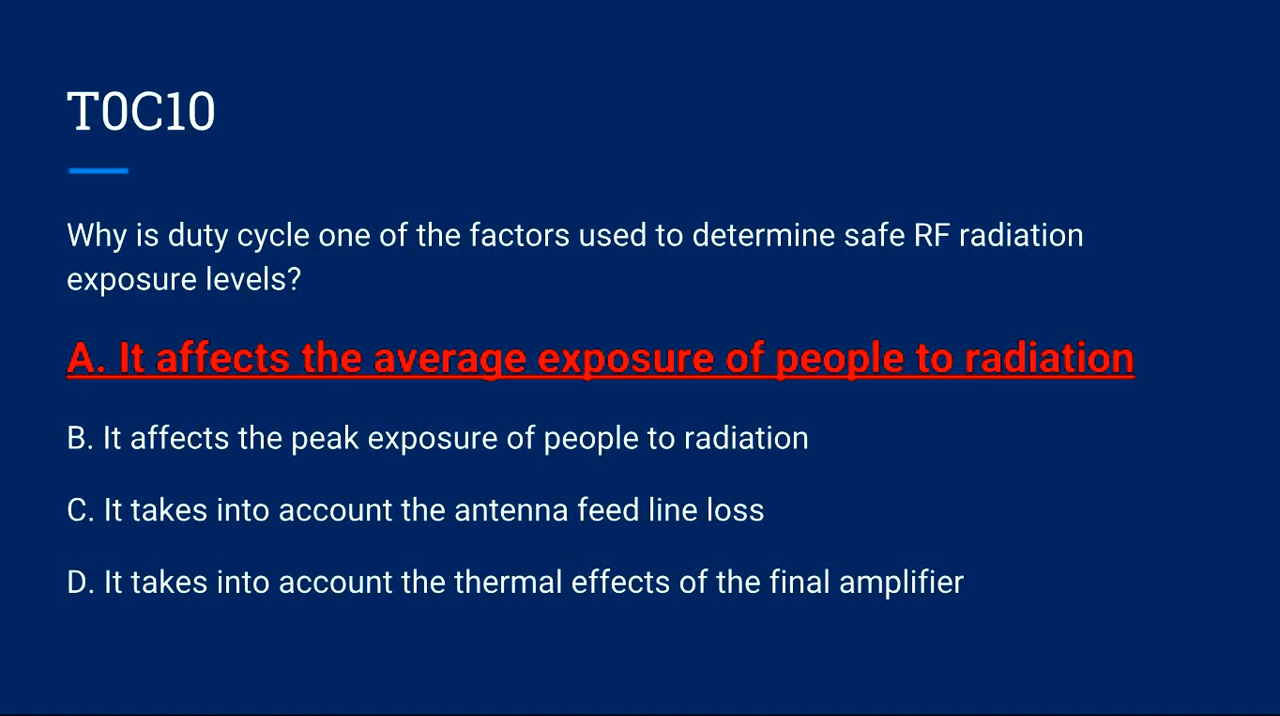 T0C10
Why is duty cycle one of the factors used to determine safe RF radiation
exposure levels?
A. It affects the average exposure of people to radiation
B. It affects the peak exposure of people to radiation
C. It takes into account the antenna feed line loss
D. It takes into account the thermal effects of the final amplifier